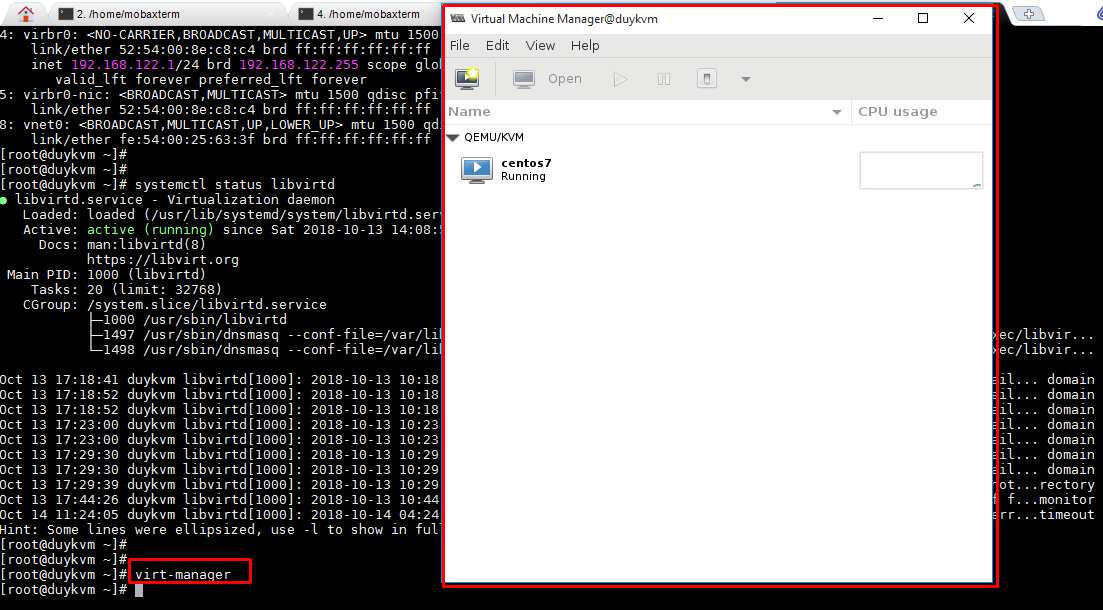 2. /home/mobaxterm
4. /home/mobaxterm
4: virbr0: <NO-CARRIER,BROADCAST,MULTICAST,UP> mtu 1500
link/ether 52:54:00:8e:c8:c4 brd ff:ff:ff:ff:ff:ff
inet 192.168.122.1/24 brd 192.168.122.255 scope glo
valid_lft forever preferred_lft forever
5: virbr0-nic: <BROADCAST,MULTICAST> mtu 1500 qdisc pfi
link/ether 52:54:00:8e:c8:c4 brd ff:ff:ff:ff:ff:ff
8: vnet0: <BROADCAST,MULTICAST,UP,LOWER_UP> mtu 1500 qdi
link/ether fe:54:00:25:63:3f brd ff:ff:ff:ff:ff:ff
[root@duykvm ~]#
[root@duykvm ~]#
[root@duykvm ~]# systemctl status libvirtd
● libvirtd.service - Virtualization daemon
Loaded: loaded (/usr/lib/systemd/system/libvirtd.ser
Active: active (running) since Sat 2018-10-13 14:08:5
Docs: man:libvirtd(8)
https://libvirt.org
Main PID: 1000 (libvirtd)
Tasks: 20 (limit: 32768)
CGroup: /system.slice/libvirtd.service
├─1000 /usr/sbin/libvirtd
├─1497 /usr/sbin/dnsmasq --conf-file=/var/lib xec/libvir...
└─1498 /usr/sbin/dnsmasq --conf-file=/var/lib xec/libvir...
Oct 13 17:18:41 duykvm libvirtd[1000]: 2018-10-13 10:18 ail... domain
Oct 13 17:18:52 duykvm libvirtd[1000]: 2018-10-13 10:18 ail... domain
Oct 13 17:18:52 duykvm libvirtd[1000]: 2018-10-13 10:18 ail... domain
Oct 13 17:23:00 duykvm libvirtd[1000]: 2018-10-13 10:23 ail... domain
Oct 13 17:23:00 duykvm libvirtd[1000]: 2018-10-13 10:23 ail... domain
Oct 13 17:29:30 duykvm libvirtd[1000]: 2018-10-13 10:29 ail... domain
Oct 13 17:29:30 duykvm libvirtd[1000]: 2018-10-13 10:29 ail... domain
Oct 13 17:29:39 duykvm libvirtd[1000]: 2018-10-13 10:29 not...rectory
Oct 13 17:44:26 duykvm libvirtd[1000]: 2018-10-13 10:44 f f...monitor
Oct 14 11:24:05 duykvm libvirtd[1000]: 2018-10-14 04:24 err...timeout
Hint: Some lines were ellipsized, use -l to show in full
[root@duykvm ~]#
[root@duykvm ~]#
[root@duykvm ~]# virt-manager
[root@duykvm ~]#
Virtual Machine Manager@duykvm
File Edit View Help
Open
Name CPU usage
QEMU/KVM
centos7
Running